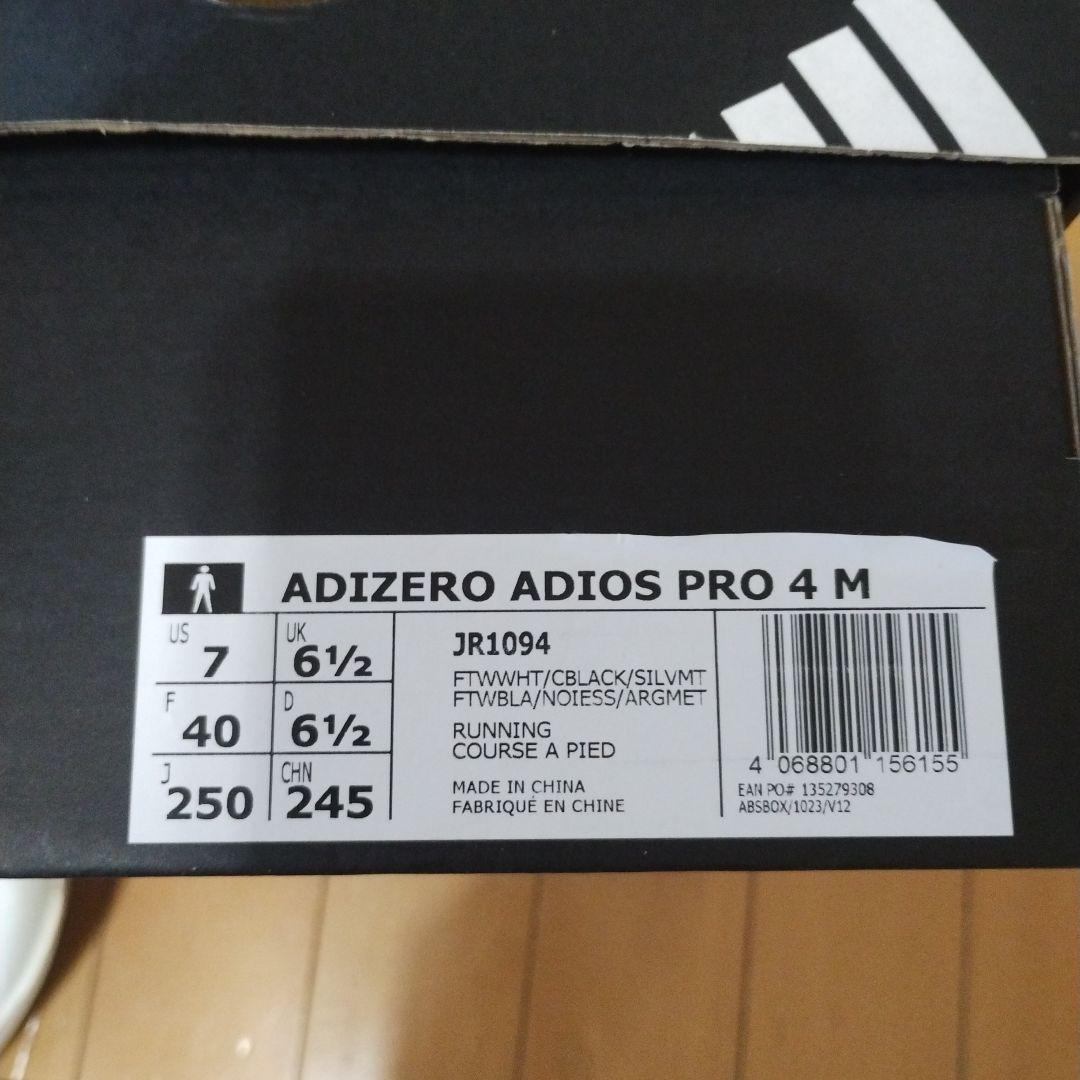 ADIZERO ADIOS PRO 4 M
US 7
UK 6½
F 40
D 6½
J 250
CHN 245
JR1094
FTWWHT/CBLACK/SILVMT
FTWBLA/NOIESS/ARGMET
RUNNING
COURSE A PIED
MADE IN CHINA
FABRIQUÉ EN CHINE
4 068801 156155
EAN PO# 135279308
ABSBOX/1023/V12